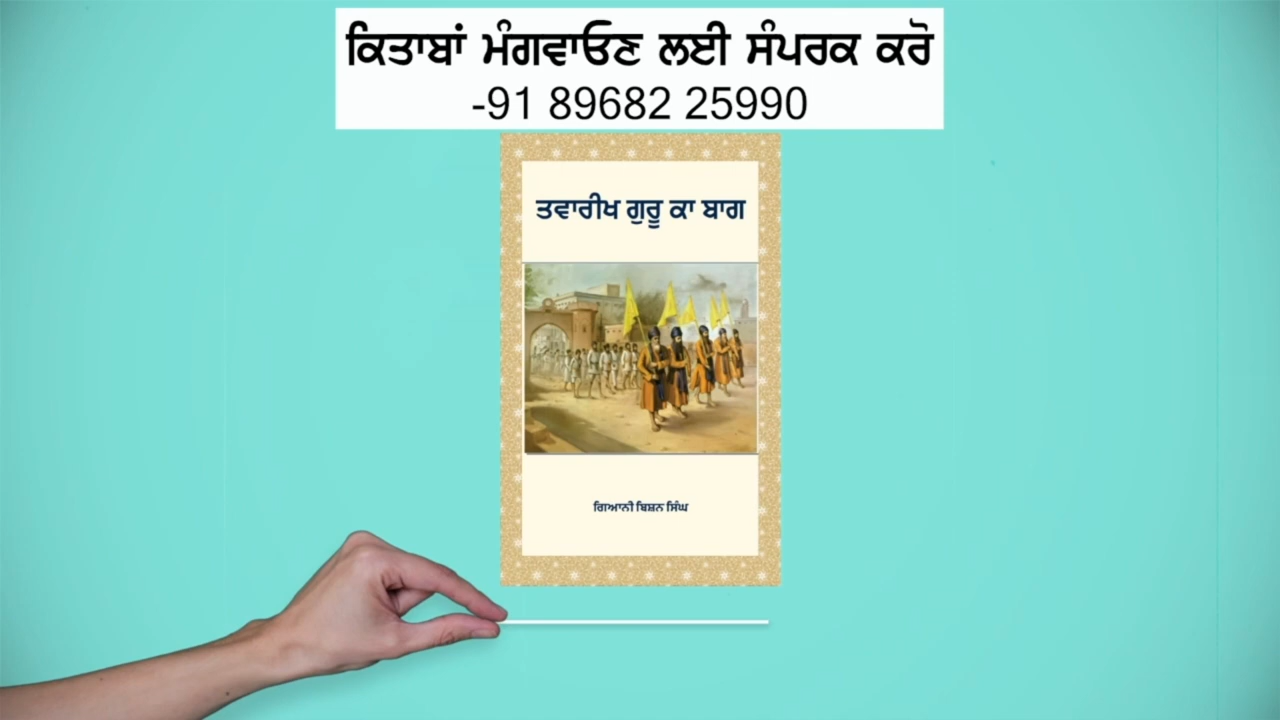 ਕਿਤਾਬਾਂ ਮੰਗਵਾਓਣ ਲਈ ਸੰਪਰਕ ਕਰੋ
-91 89682 25990
ਤਵਾਰੀਖ ਗੁਰੂ ਕਾ ਬਾਗ
ਗਿਆਨੀ ਬਿਸ਼ਨ ਸਿੰਘ